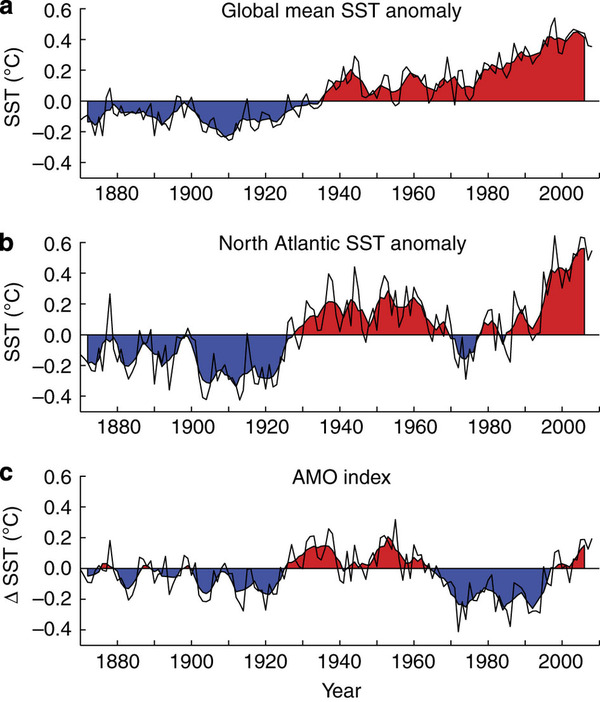 a
Global mean SST anomaly
SST (°C)
0.6
0.4
0.2
0.0
−0.2
−0.4
1880 1900 1920 1940 1960 1980 2000
b
North Atlantic SST anomaly
SST (°C)
0.6
0.4
0.2
0.0
−0.2
−0.4
1880 1900 1920 1940 1960 1980 2000
c
AMO index
Δ SST (°C)
0.6
0.4
0.2
0.0
−0.2
−0.4
1880 1900 1920 1940 1960 1980 2000
Year